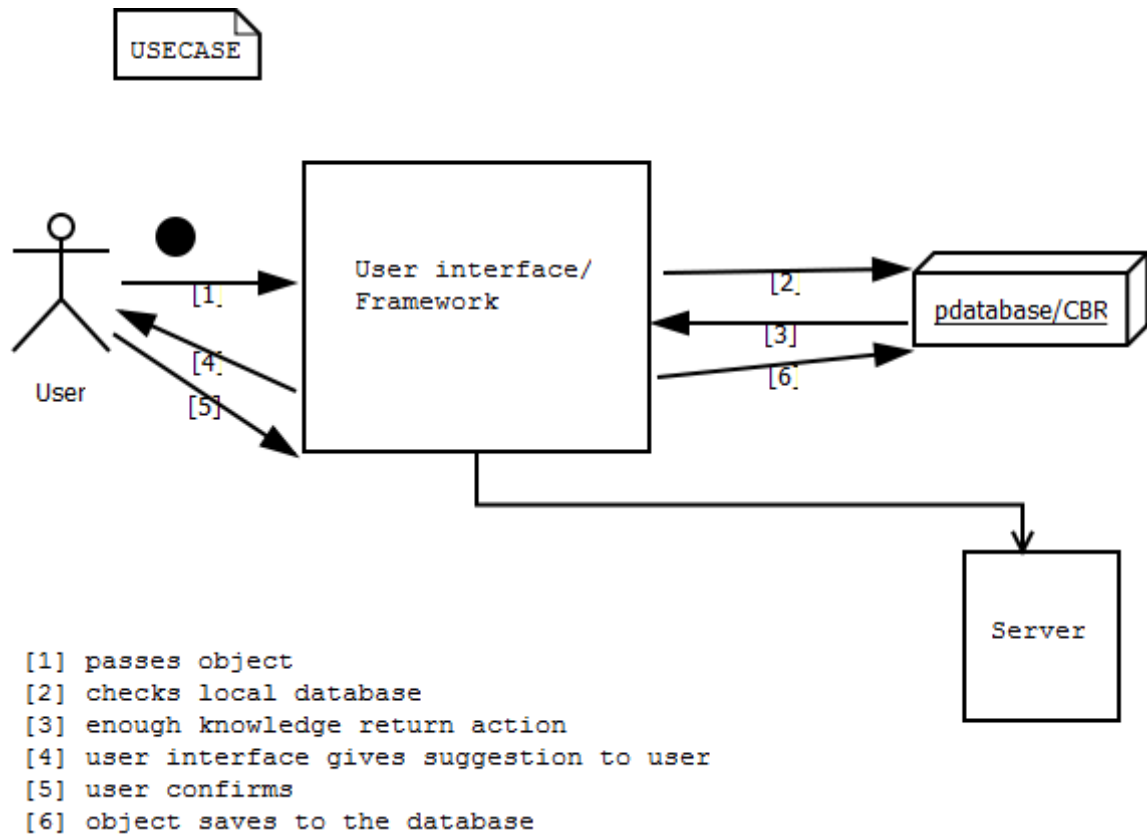 USECASE
User interface/
Framework
[1]
[2]
pdatabase/CBR
[3]
[4]
User
[5]
[6]
Server
[1] passes object
[2] checks local database
[3] enough knowledge return action
[4] user interface gives suggestion to user
[5] user confirms
[6] object saves to the database